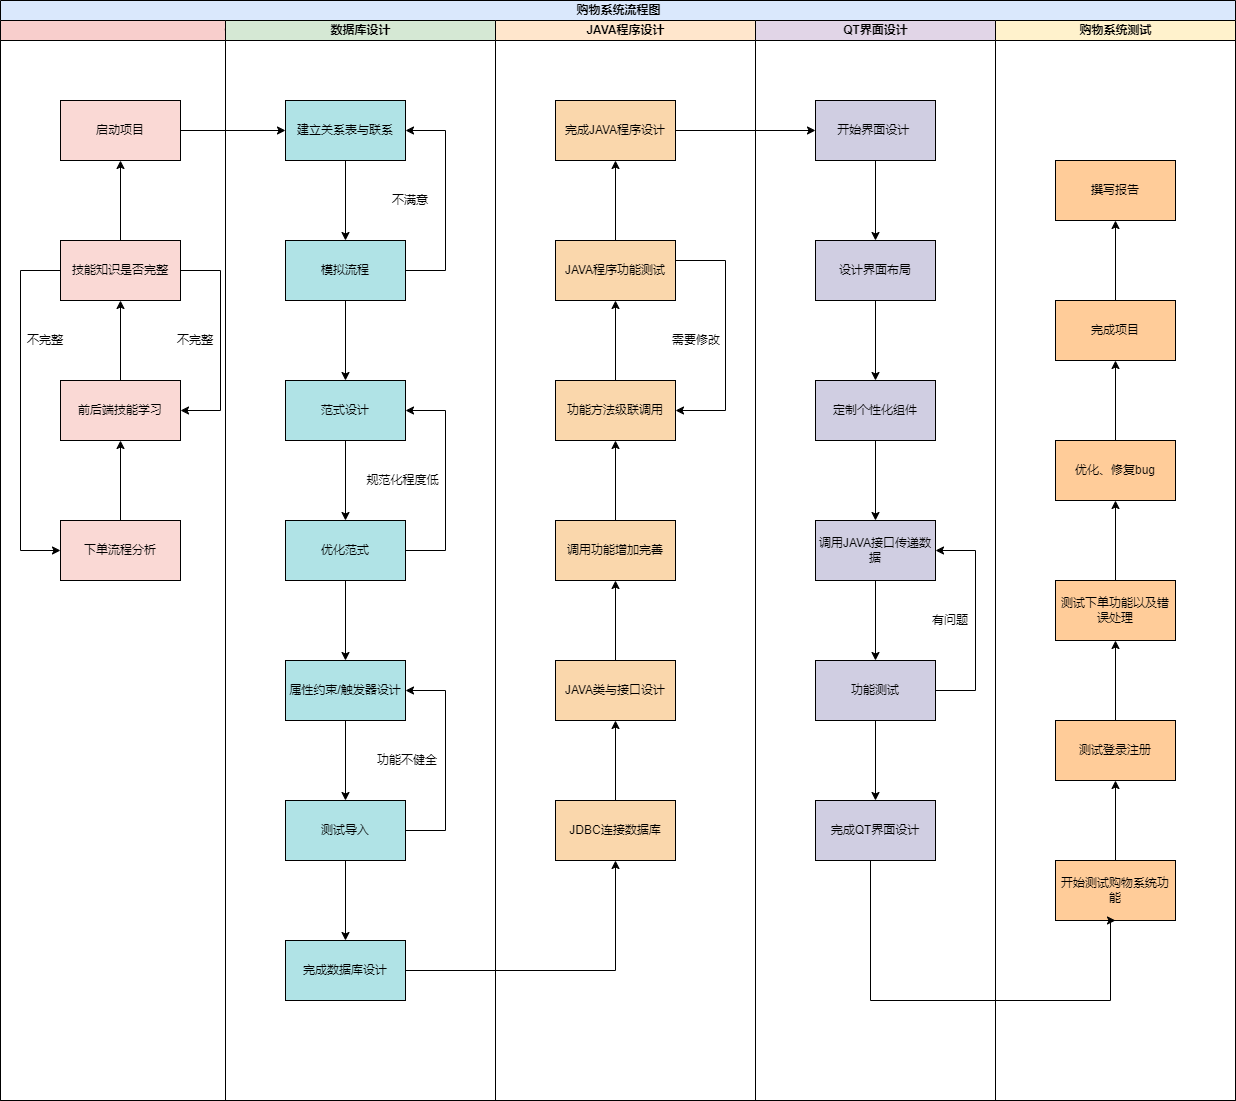 购物系统流程图
数据库设计
JAVA程序设计
QT界面设计
购物系统测试
启动项目
技能知识是否完整
不完整
不完整
前后端技能学习
下单流程分析
建立关系表与联系
不满意
模拟流程
范式设计
规范化程度低
优化范式
属性约束/触发器设计
功能不健全
测试导入
完成数据库设计
完成JAVA程序设计
JAVA程序功能测试
需要修改
功能方法级联调用
调用功能增加完善
JAVA类与接口设计
JDBC连接数据库
开始界面设计
设计界面布局
定制个性化组件
调用JAVA接口传递数
据
有问题
功能测试
完成QT界面设计
撰写报告
完成项目
优化、修复bug
测试下单功能以及错
误处理
测试登录注册
开始测试购物系统功
能